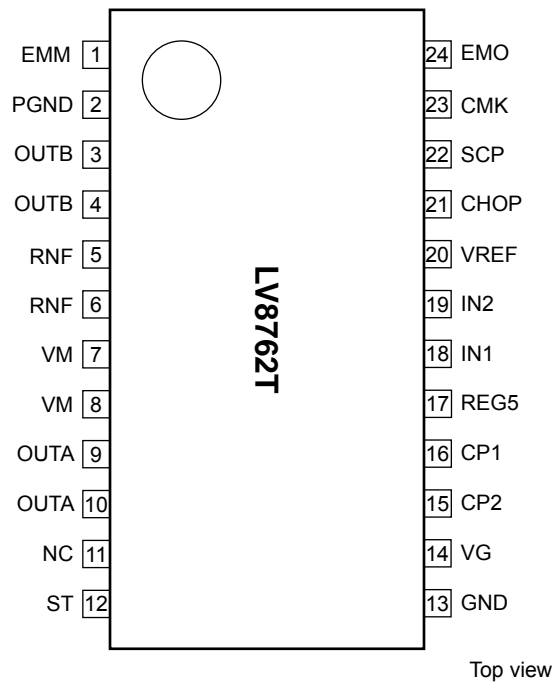 EMM 1 24 EMO
PGND 2 23 CMK
OUTB 3 22 SCP
OUTB 4 21 CHOP
RNF 5 20 VREF
RNF 6 19 IN2
VM 7 18 IN1
VM 8 17 REG5
OUTA 9 16 CP1
OUTA 10 15 CP2
NC 11 14 VG
ST 12 13 GND
LV8762T
Top view